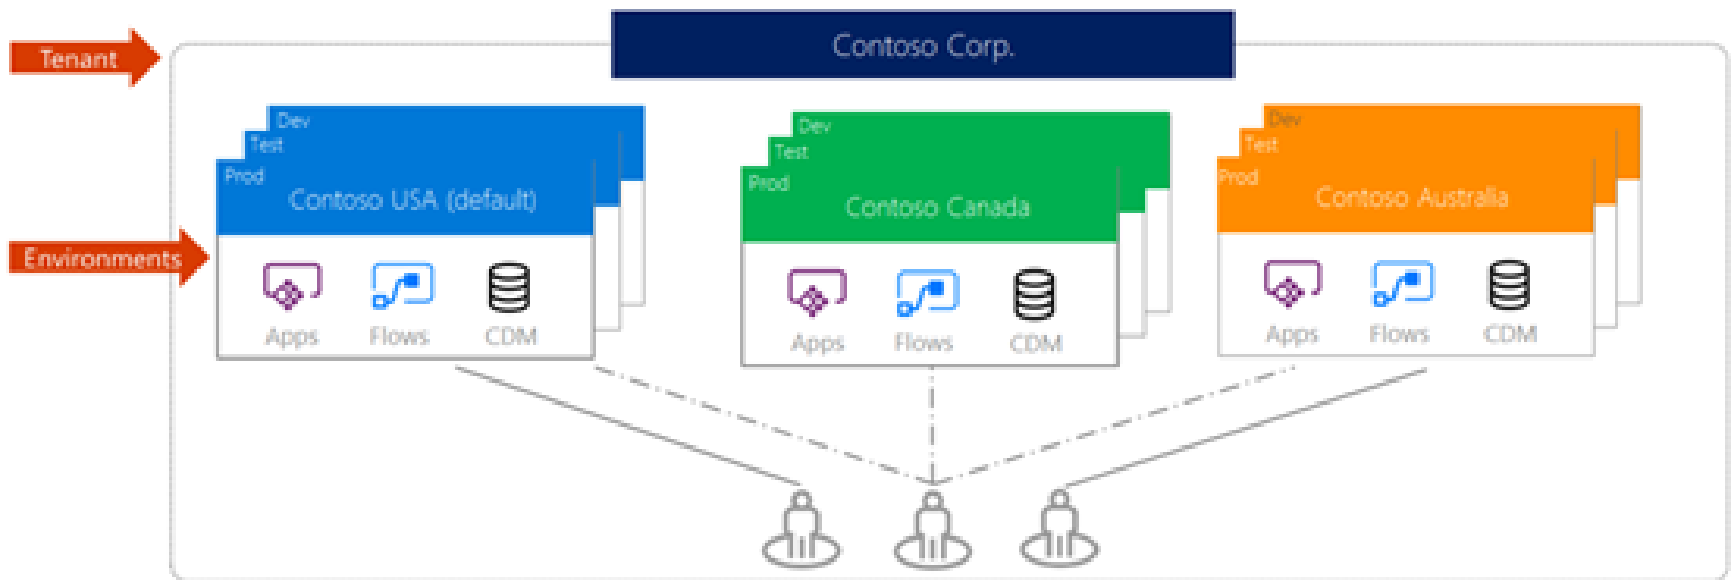 Contoso Corp.
Tenant
Dev
Test
Prod
Contoso USA (default)
Apps
Flows
CDM
Dev
Test
Prod
Contoso Canada
Apps
Flows
CDM
Dev
Test
Prod
Contoso Australia
Apps
Flows
CDM
Environments